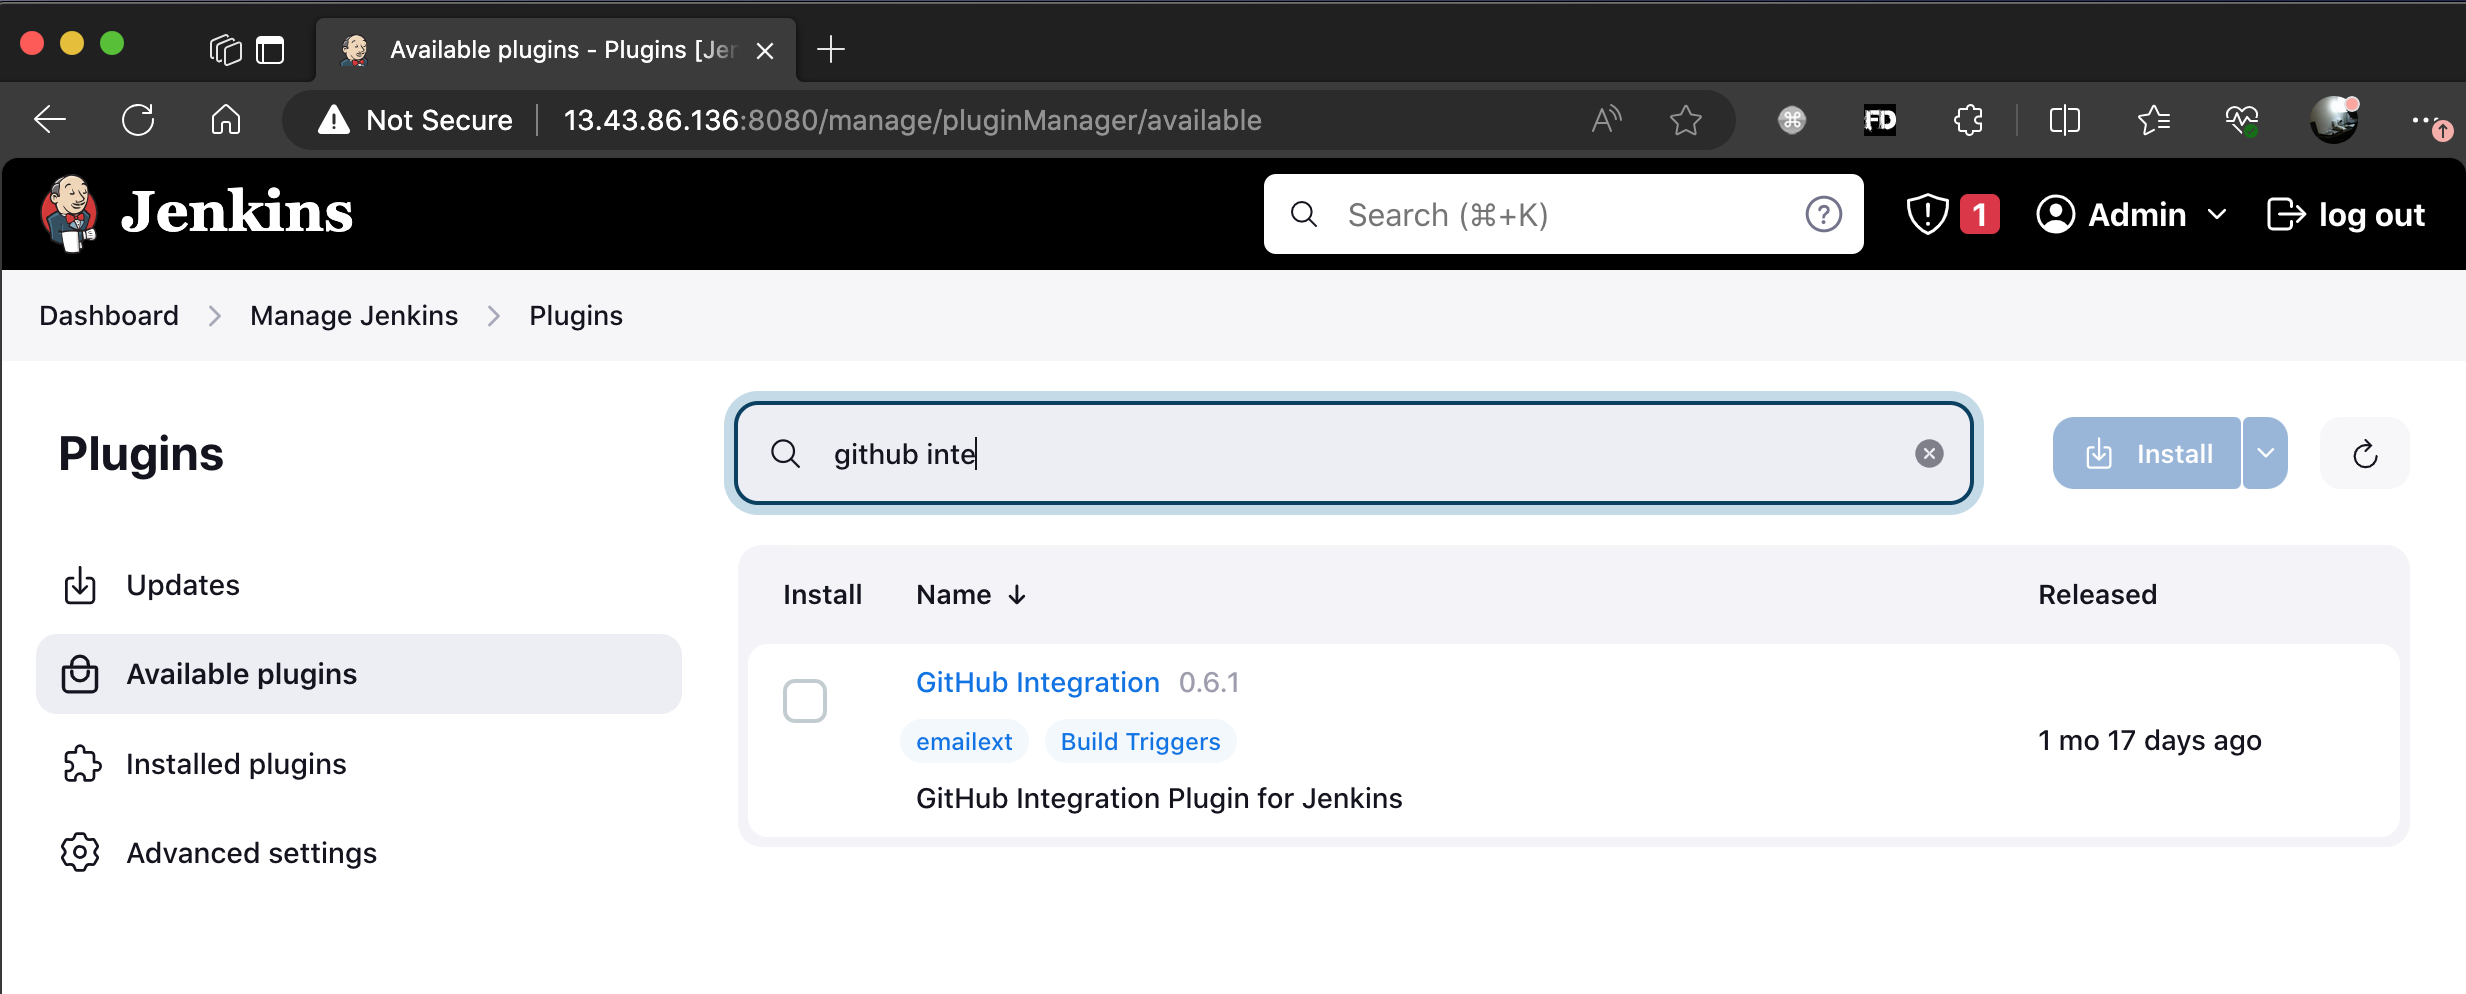 Available plugins - Plugins [Jer
Not Secure 13.43.86.136:8080/manage/pluginManager/available
FD
Jenkins
Search (⌘+K)
1
Admin
log out
Dashboard
Manage Jenkins
Plugins
Plugins
github inte
Install
Updates
Available plugins
Installed plugins
Advanced settings
Install Name ↓ Released
GitHub Integration 0.6.1
emailext Build Triggers
GitHub Integration Plugin for Jenkins
1 mo 17 days ago